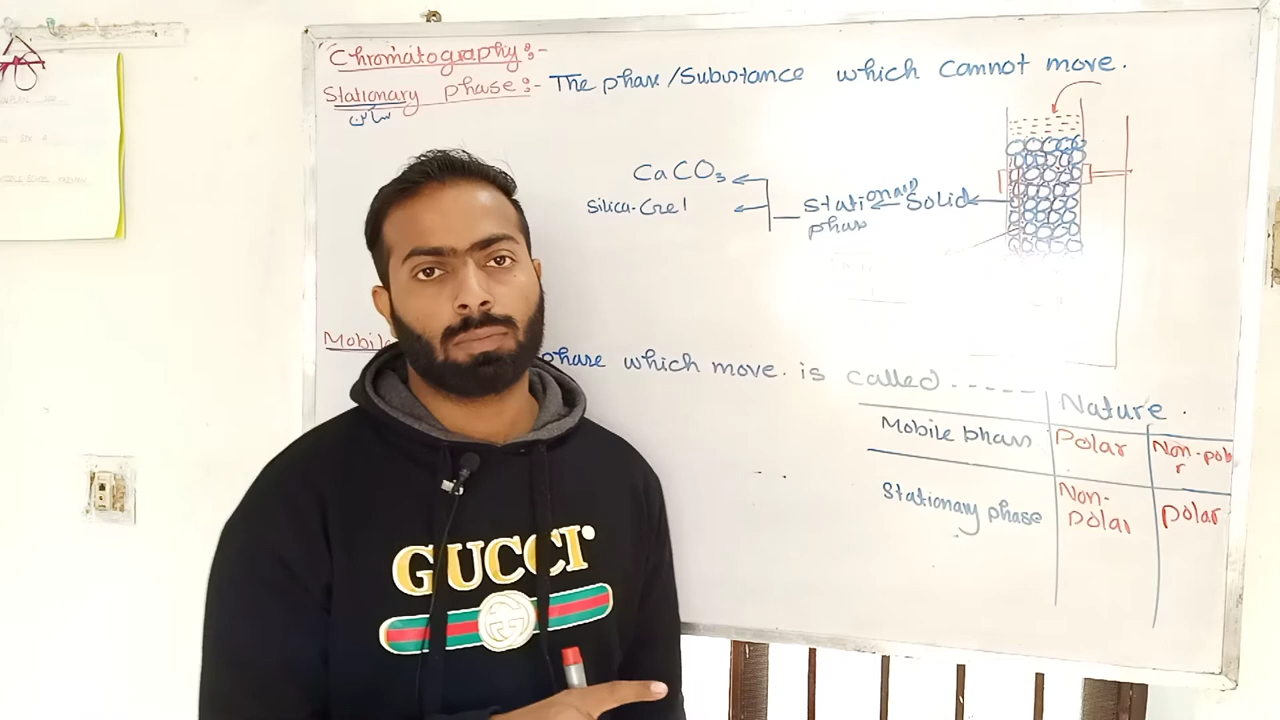 Chromatography:-
Stationary phase:- The phase/Substance which cannot move.
ساکن
CaCO3
Silica-Gel
Stationary Solid
phase
Mobile phase which move. is called -----
Nature.
Mobile phase Polar Non-polar
Stationary phase Non-Polar polar
GUCCI